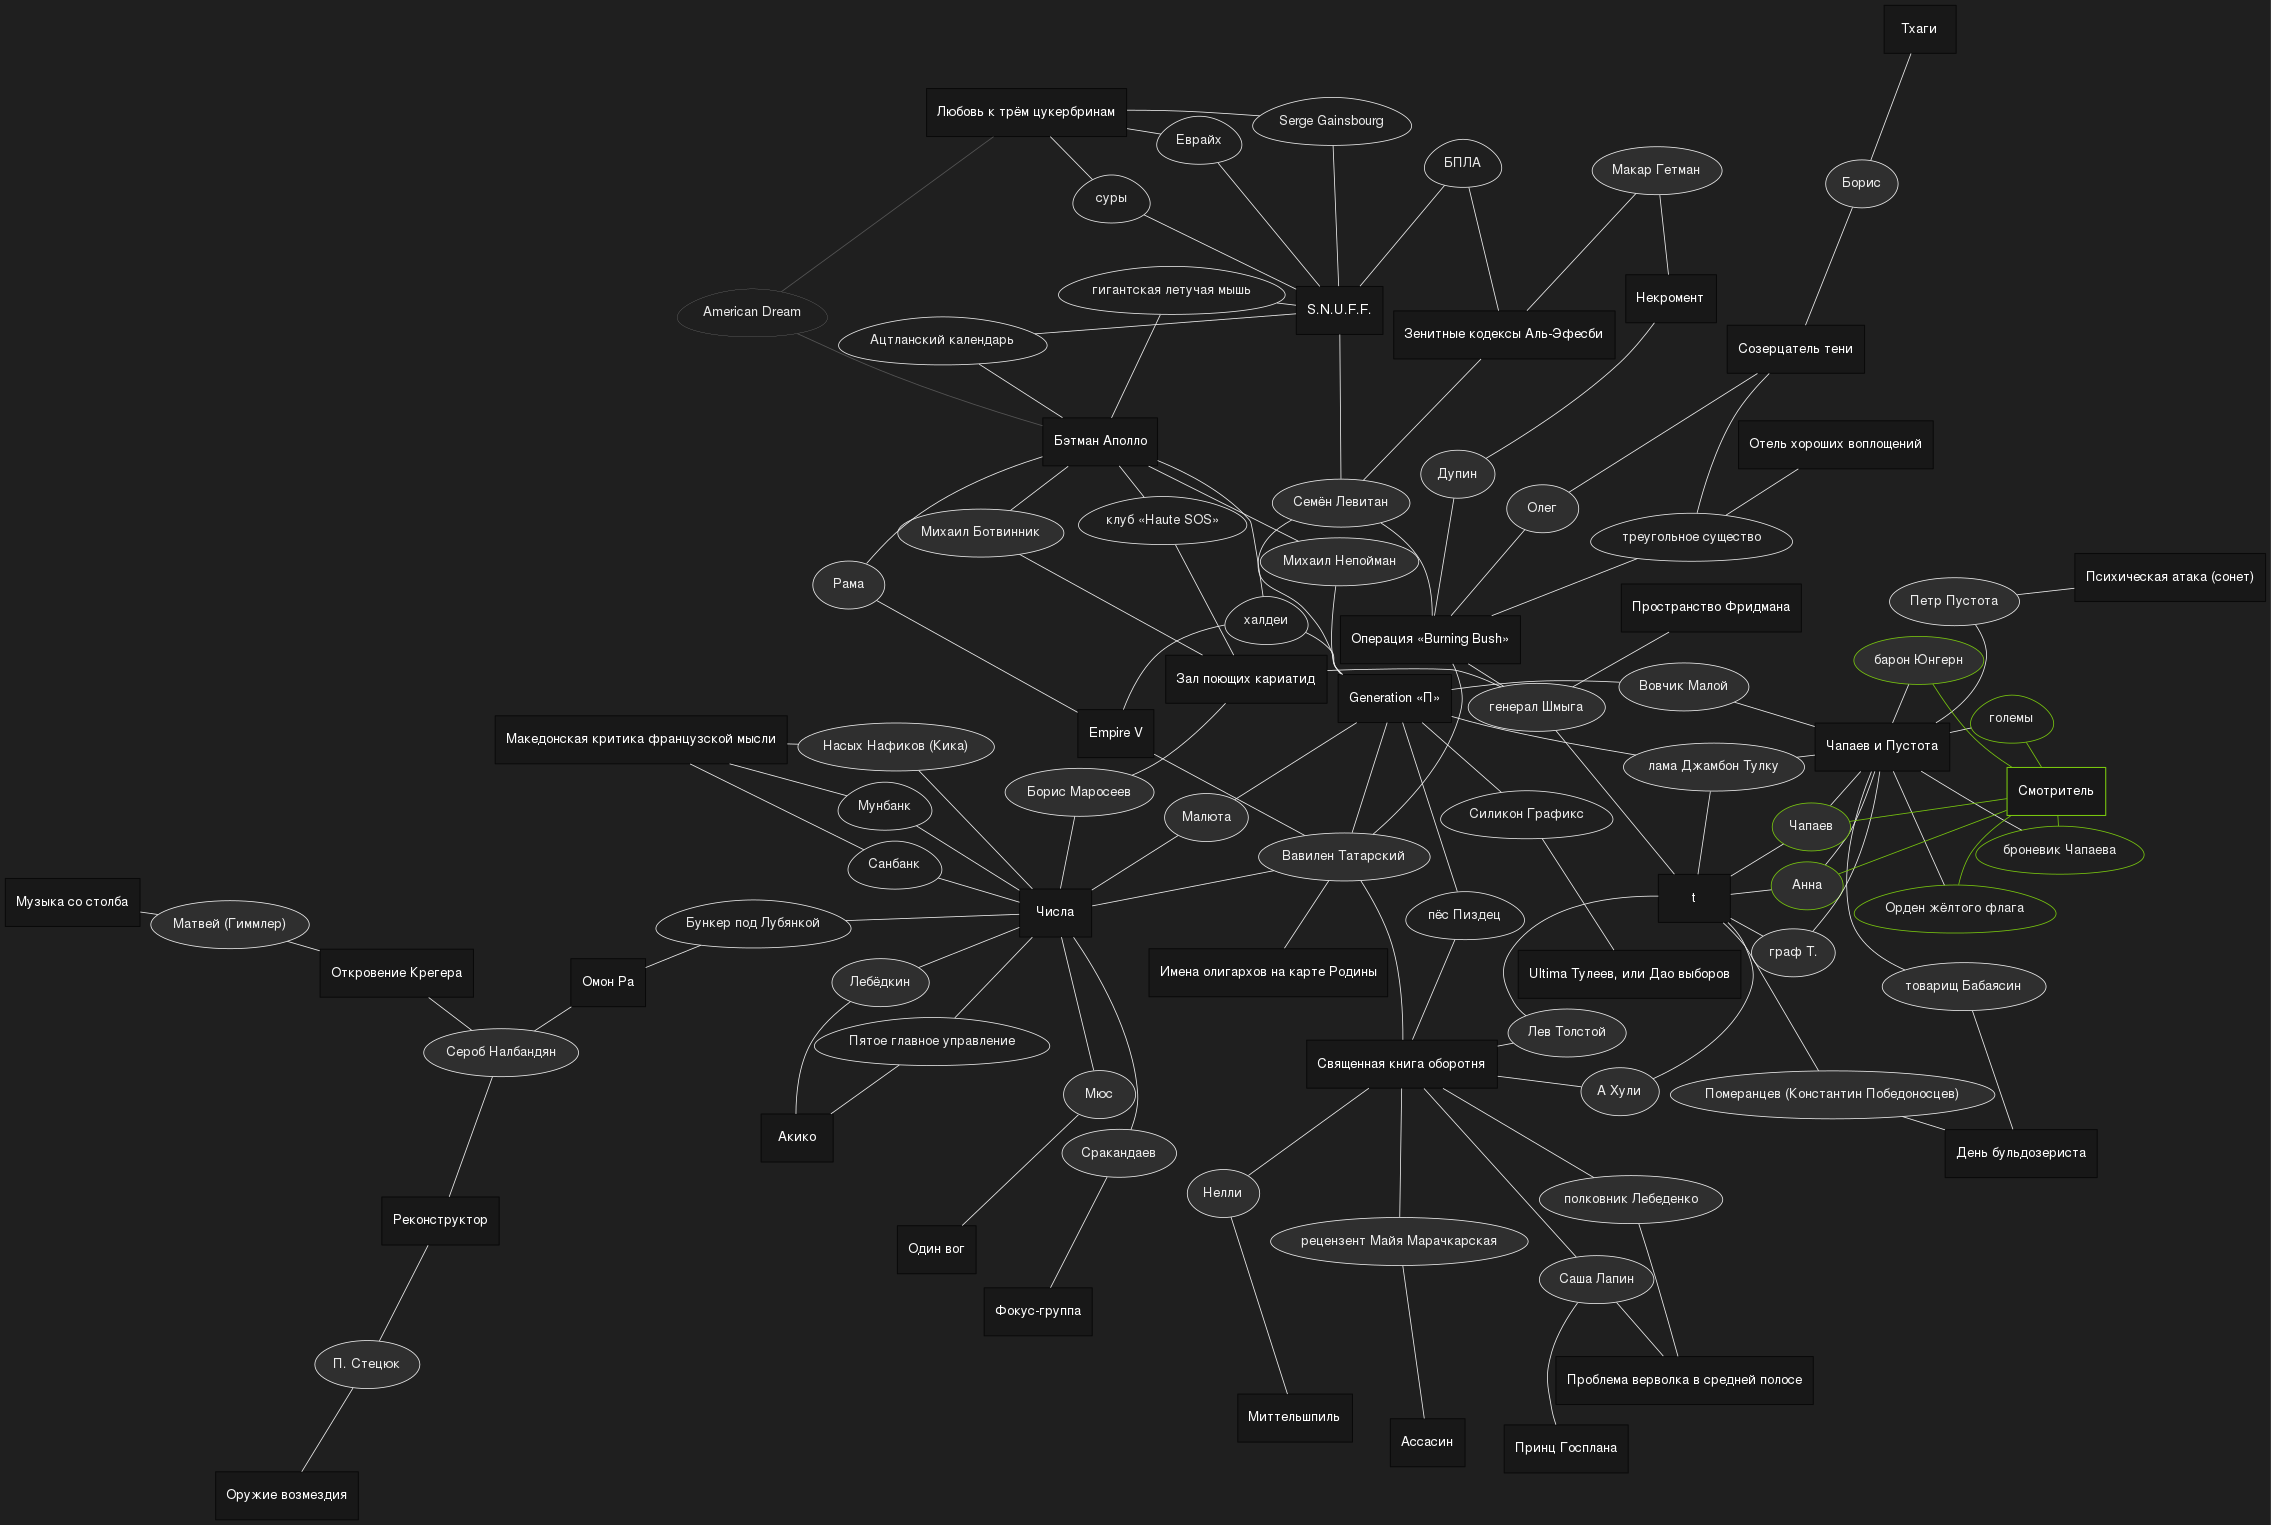 Тхаги
Любовь к трём цукербринам
Serge Gainsbourg
Еврайх
БПЛА
Макар Гетман
Борис
суры
гигантская летучая мышь
Некромент
American Dream
S.N.U.F.F.
Ацтланский календарь
Зенитные кодексы Аль-Эфесби
Созерцатель тени
Бэтман Аполло
Отель хороших воплощений
Дупин
Семён Левитан
Олег
клуб «Haute SOS»
Михаил Ботвинник
треугольное существо
Михаил Непойман
Психическая атака (сонет)
Рама
Петр Пустота
Пространство Фридмана
халдеи
Операция «Burning Bush»
барон Юнгерн
Зал поющих кариатид
Вовчик Малой
Generation «П»
генерал Шмыга
големы
Empire V
Македонская критика французской мысли
Насых Нафиков (Кика)
Чапаев и Пустота
лама Джамбон Тулку
Борис Маросеев
Смотритель
Мунбанк
Малюта
Силикон Графикс
Чапаев
броневик Чапаева
Санбанк
Вавилен Татарский
Анна
Музыка со столба
Матвей (Гиммлер)
Бункер под Лубянкой
Числа
пёс Пиздец
t
Орден жёлтого флага
граф Т.
Откровение Крегера
Омон Ра
Лебёдкин
Имена олигархов на карте Родины
Ultima Тулеев, или Дао выборов
товарищ Бабаясин
Сероб Налбандян
Пятое главное управление
Лев Толстой
Священная книга оборотня
Мюс
А Хули
Померанцев (Константин Победоносцев)
Акико
Сракандаев
День бульдозериста
Нелли
полковник Лебеденко
Реконструктор
Один вог
рецензент Майя Марачкарская
Саша Лапин
Фокус-группа
П. Стецюк
Проблема верволка в средней полосе
Миттельшпиль
Ассасин
Принц Госплана
Оружие возмездия